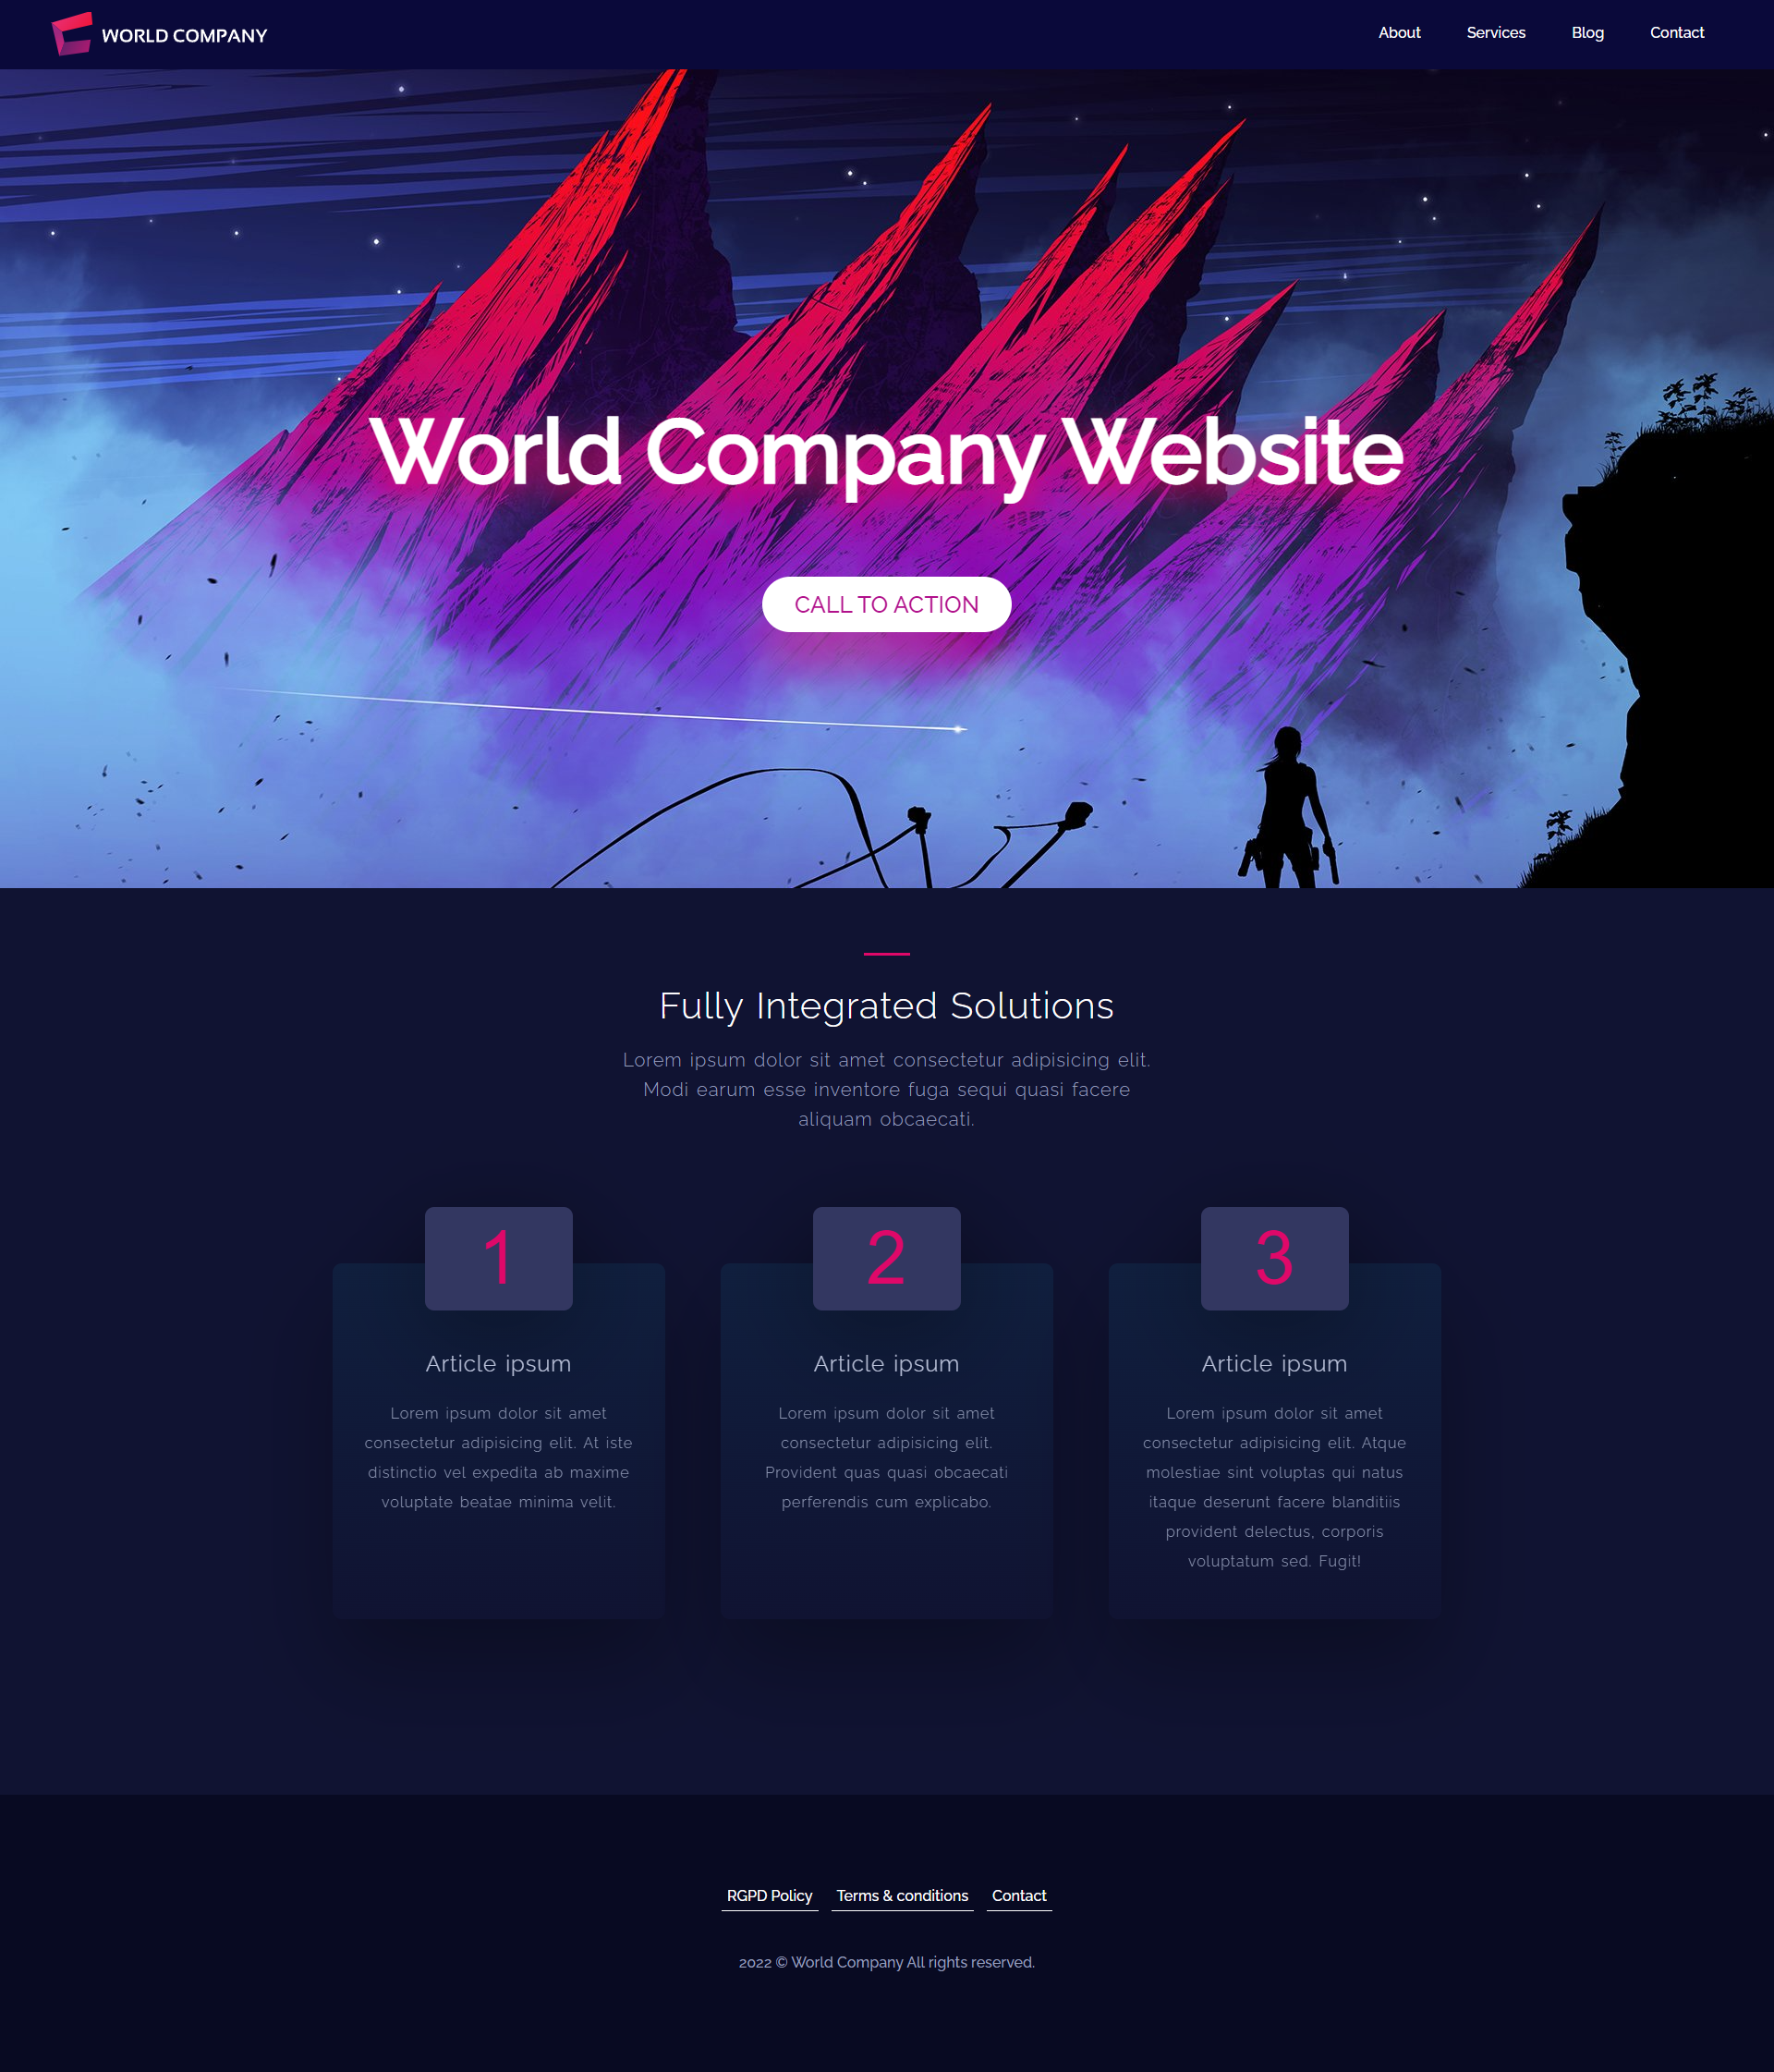 WORLD COMPANY
About Services Blog Contact
World Company Website
CALL TO ACTION
Fully Integrated Solutions
Lorem ipsum dolor sit amet consectetur adipisicing elit.
Modi earum esse inventore fuga sequi quasi facere
aliquam obcaecati.
1
Article ipsum
Lorem ipsum dolor sit amet
consectetur adipisicing elit. At iste
distinctio vel expedita ab maxime
voluptate beatae minima velit.
2
Article ipsum
Lorem ipsum dolor sit amet
consectetur adipisicing elit.
Provident quas quasi obcaecati
perferendis cum explicabo.
3
Article ipsum
Lorem ipsum dolor sit amet
consectetur adipisicing elit. Atque
molestiae sint voluptas qui natus
itaque deserunt facere blanditiis
provident delectus, corporis
voluptatum sed. Fugit!
RGPD Policy Terms & conditions Contact
2022 © World Company All rights reserved.